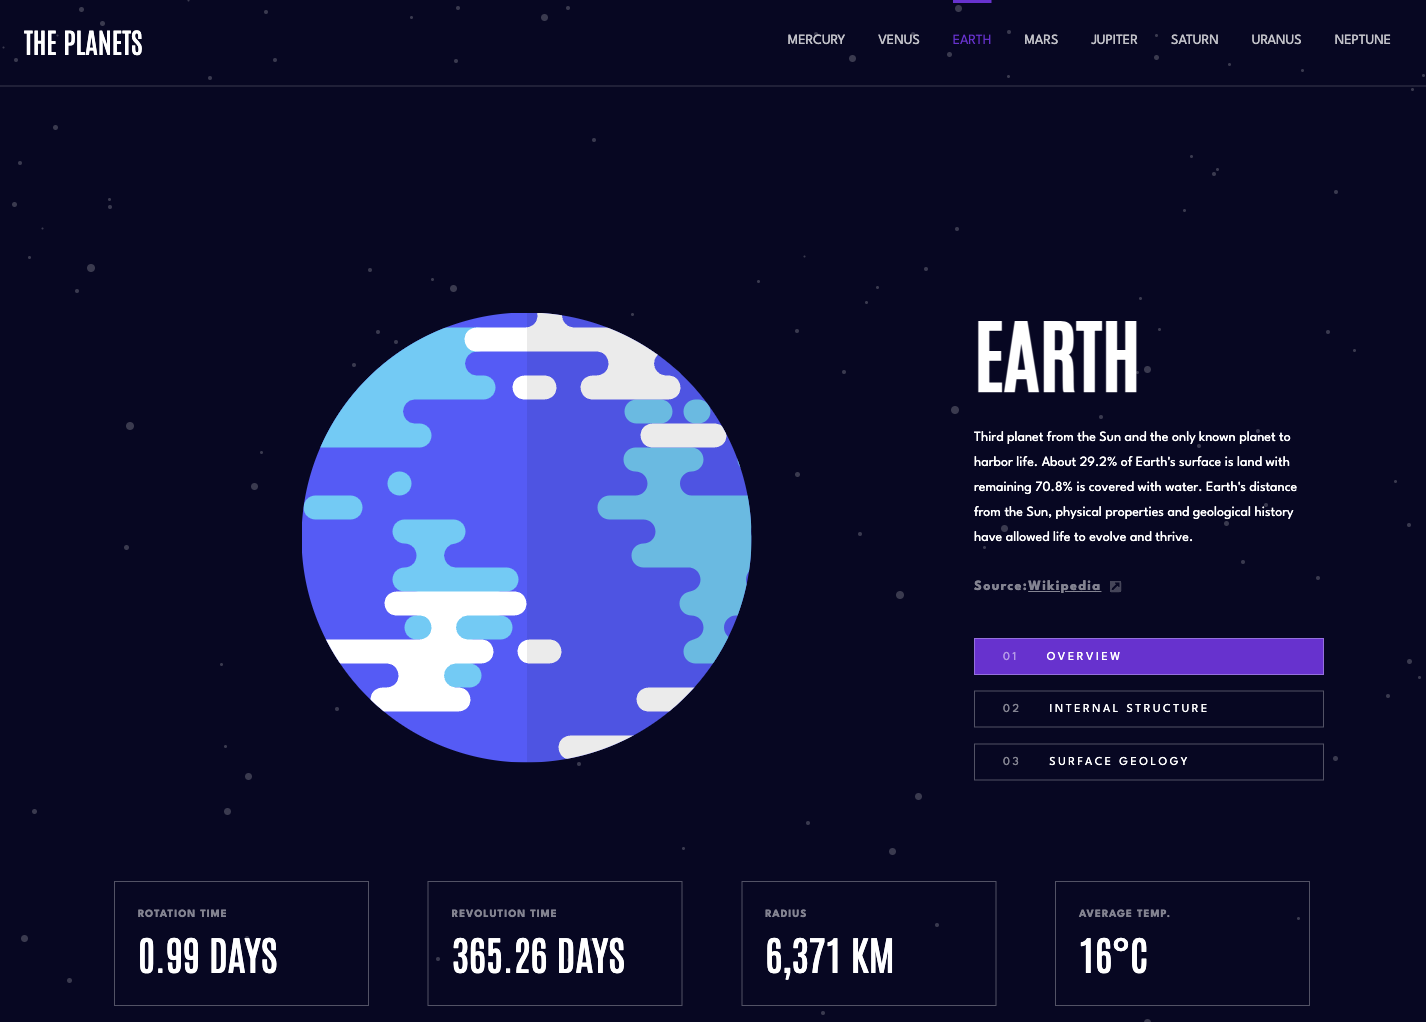 THE PLANETS
MERCURY VENUS EARTH MARS JUPITER SATURN URANUS NEPTUNE
EARTH
Third planet from the Sun and the only known planet to
harbor life. About 29.2% of Earth's surface is land with
remaining 70.8% is covered with water. Earth's distance
from the Sun, physical properties and geological history
have allowed life to evolve and thrive.
Source:Wikipedia
01 OVERVIEW
02 INTERNAL STRUCTURE
03 SURFACE GEOLOGY
ROTATION TIME
0.99 DAYS
REVOLUTION TIME
365.26 DAYS
RADIUS
6,371 KM
AVERAGE TEMP.
16°C